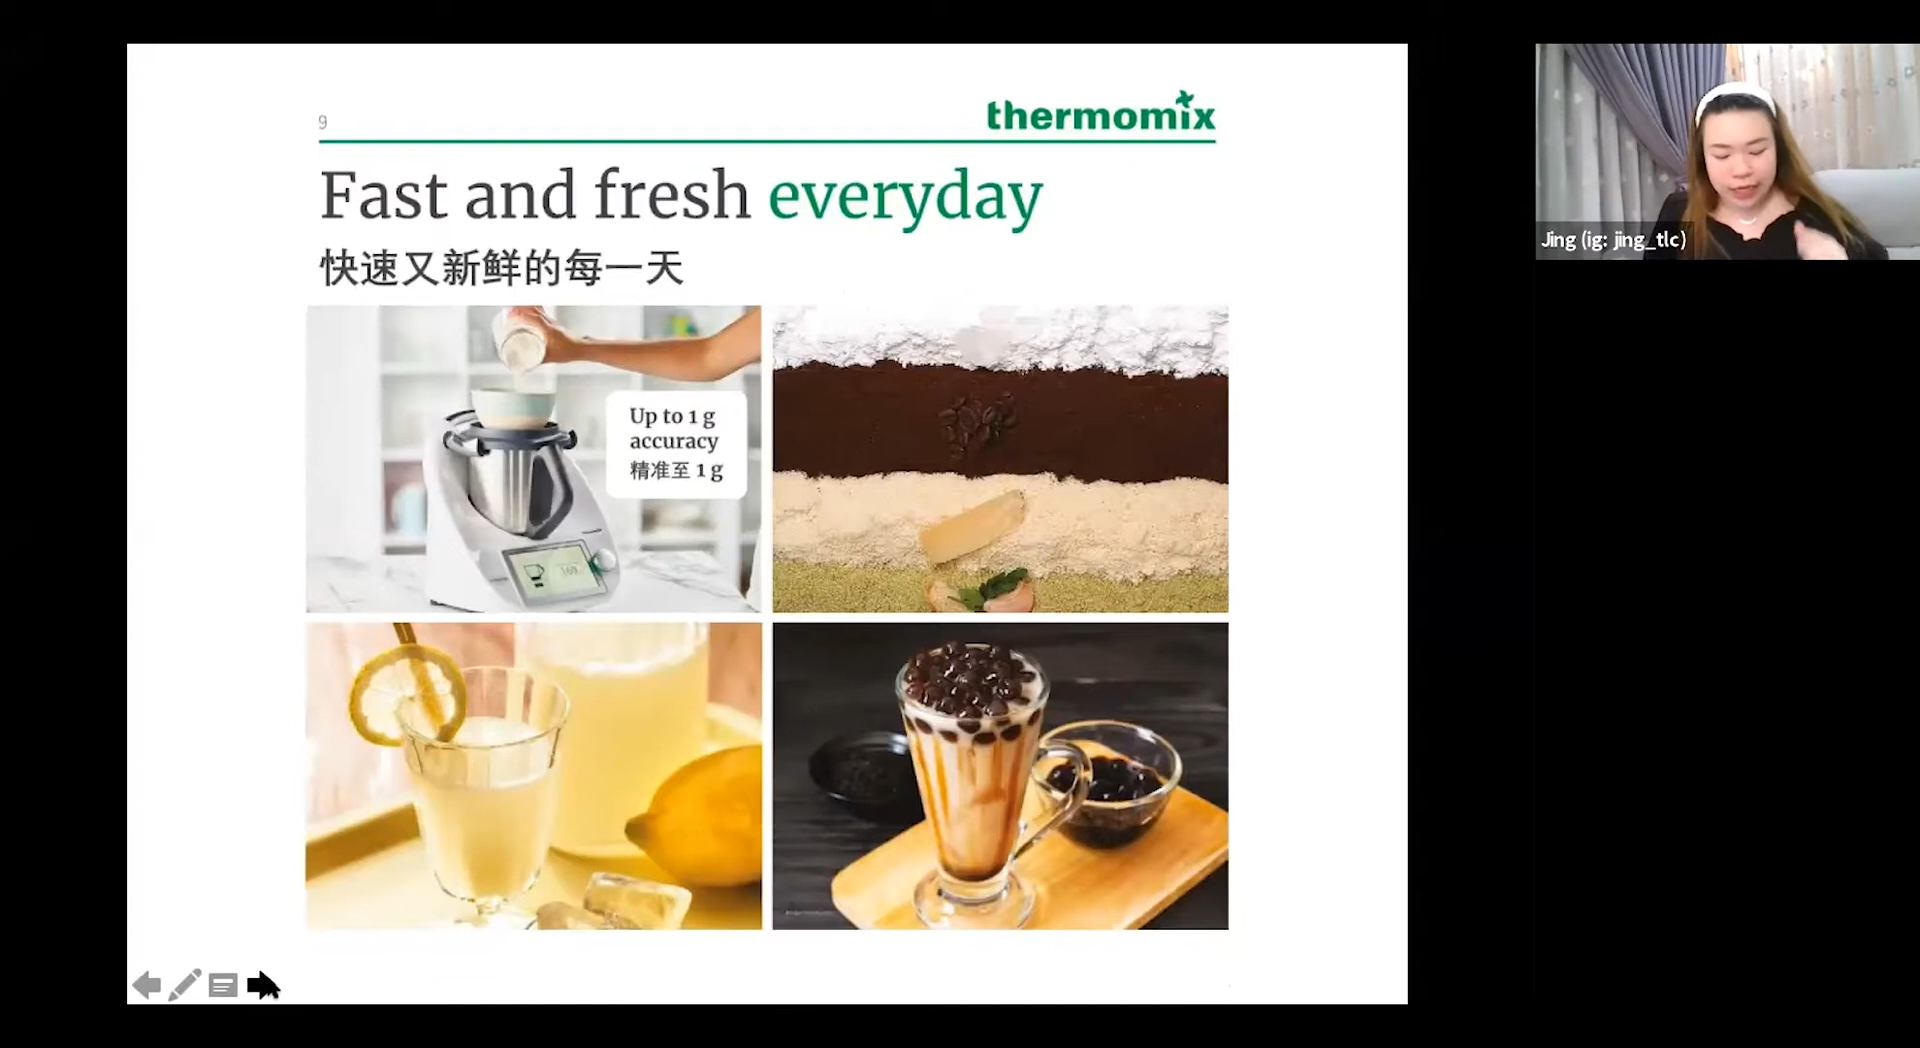 9
thermomix
Fast and fresh everyday
快速又新鲜的每一天
Up to 1 g
accuracy
精准至 1 g
Jing (ig: jing_tlc)